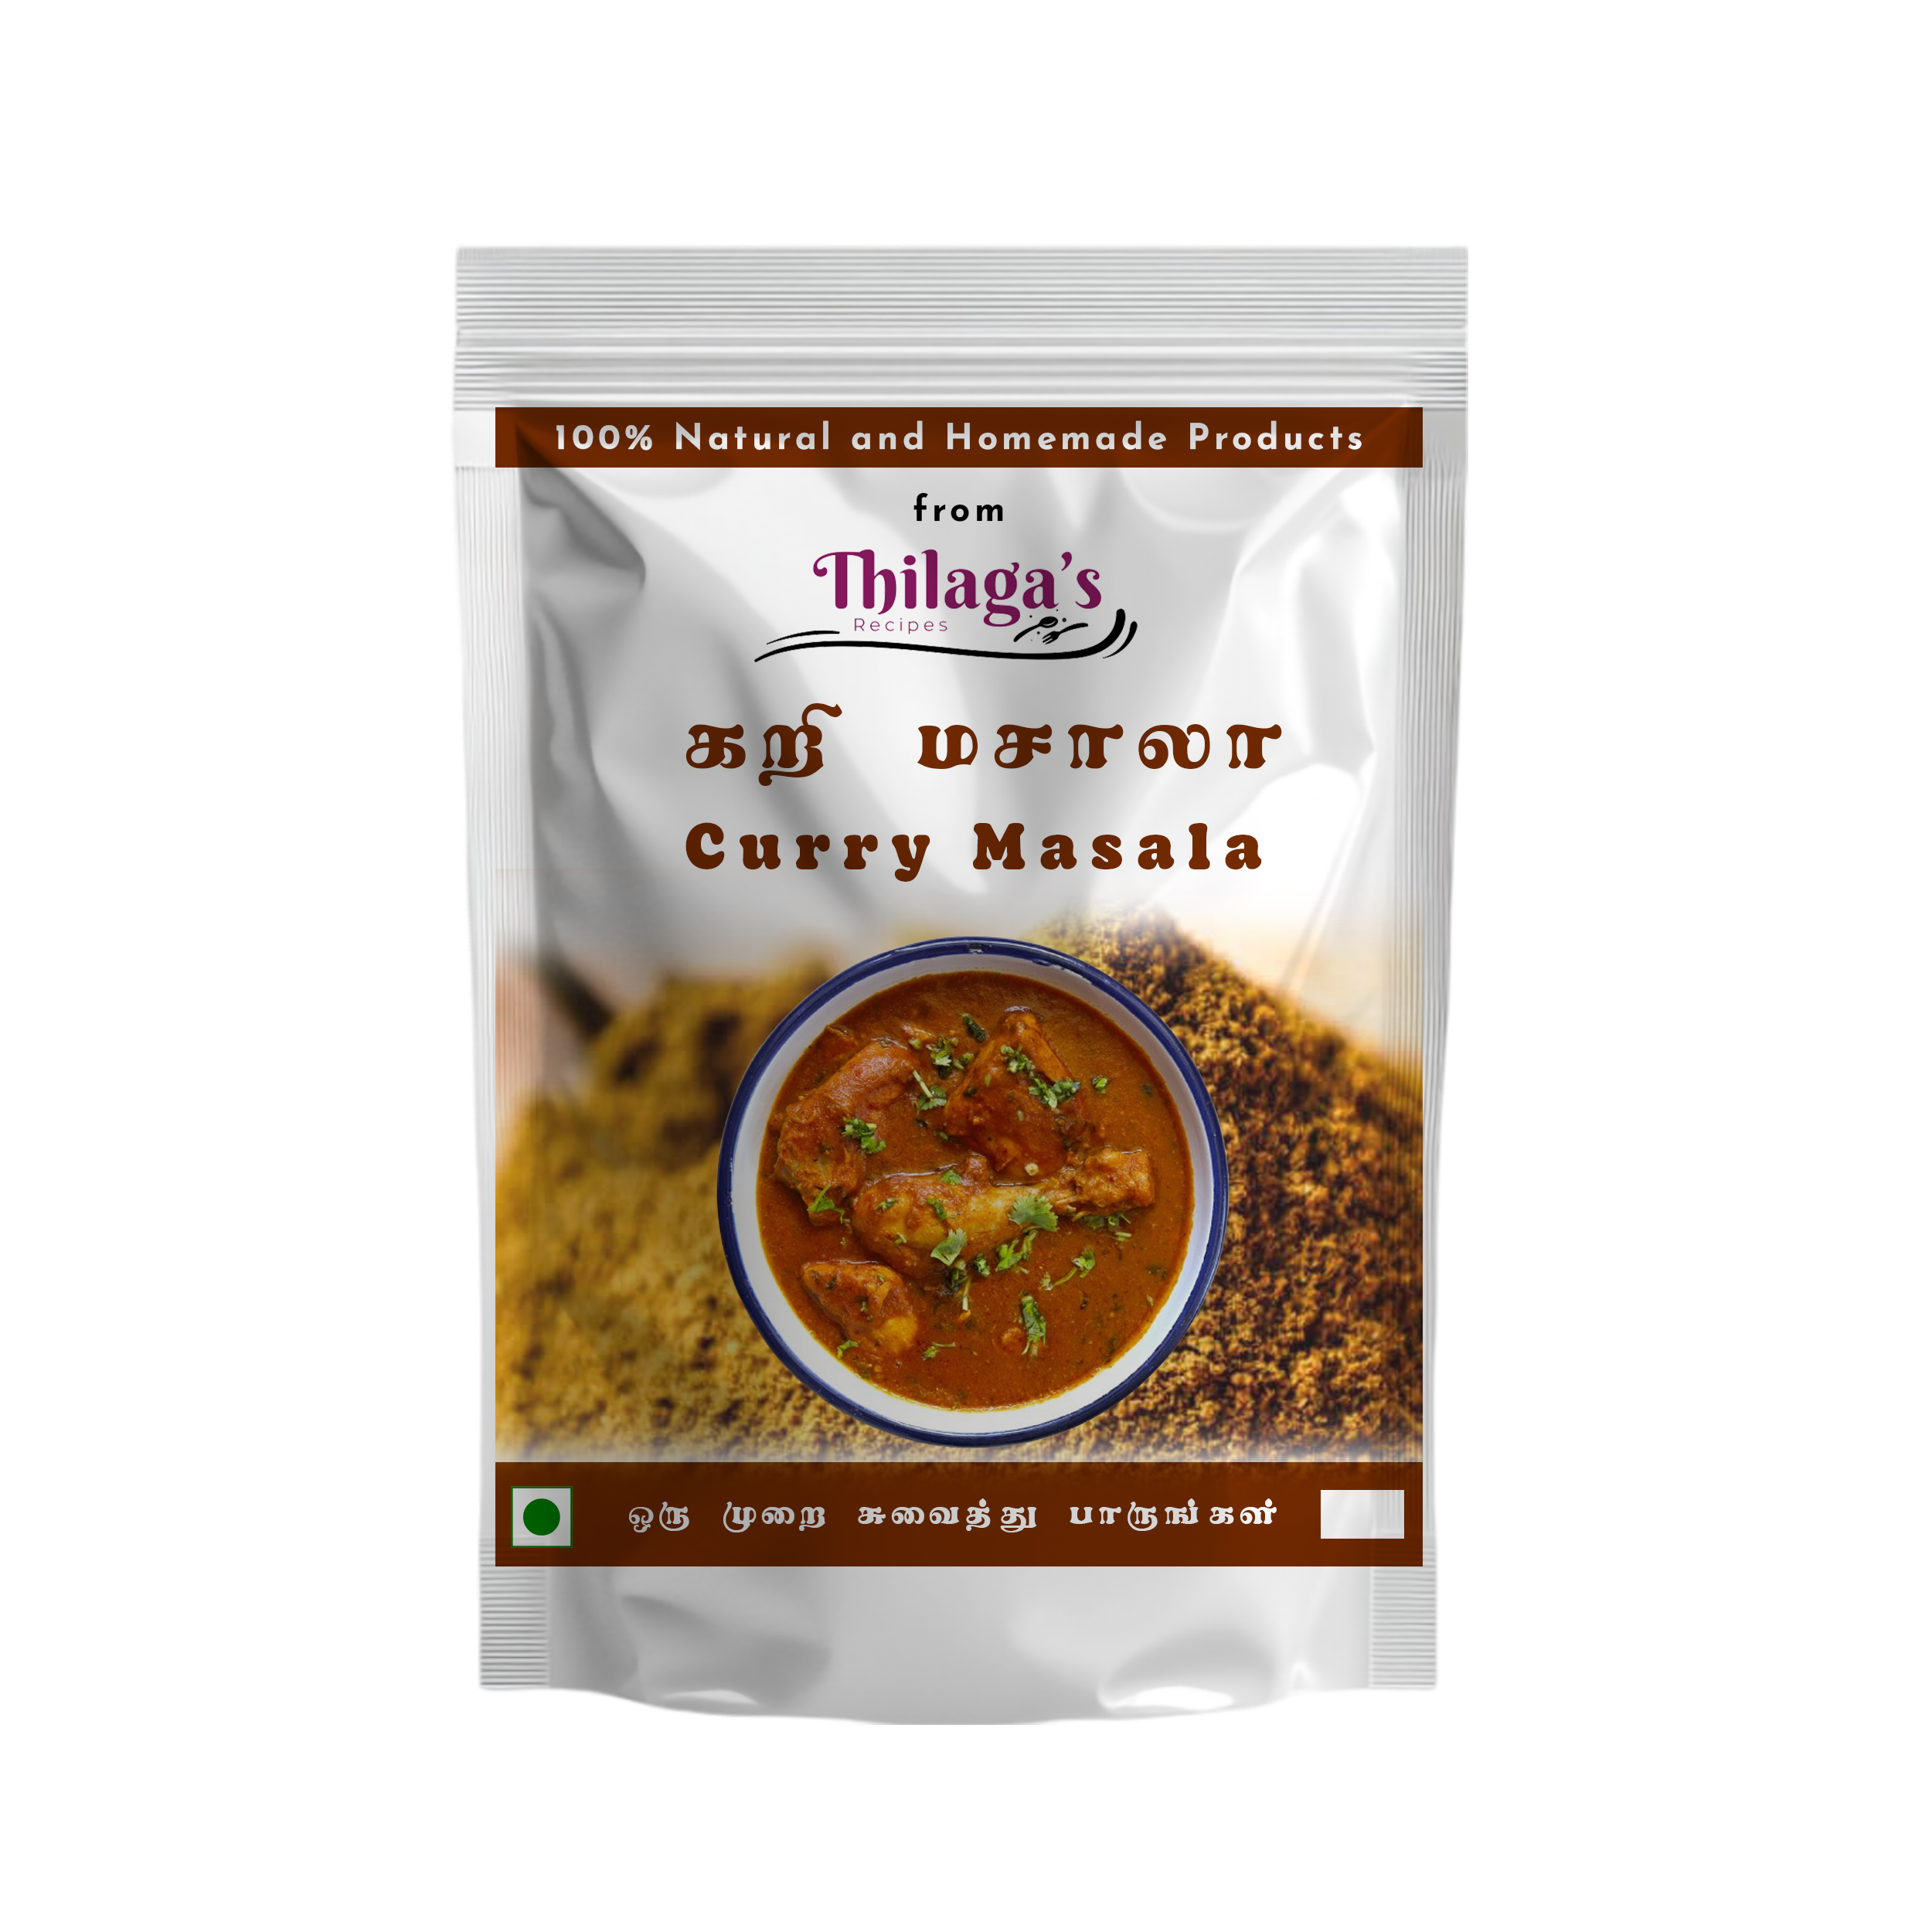 100% Natural and Homemade Products
from
Thilaga's
Recipes
கறி மசாலா
Curry Masala
ஒரு முறை சுவைத்து பாருங்கள்